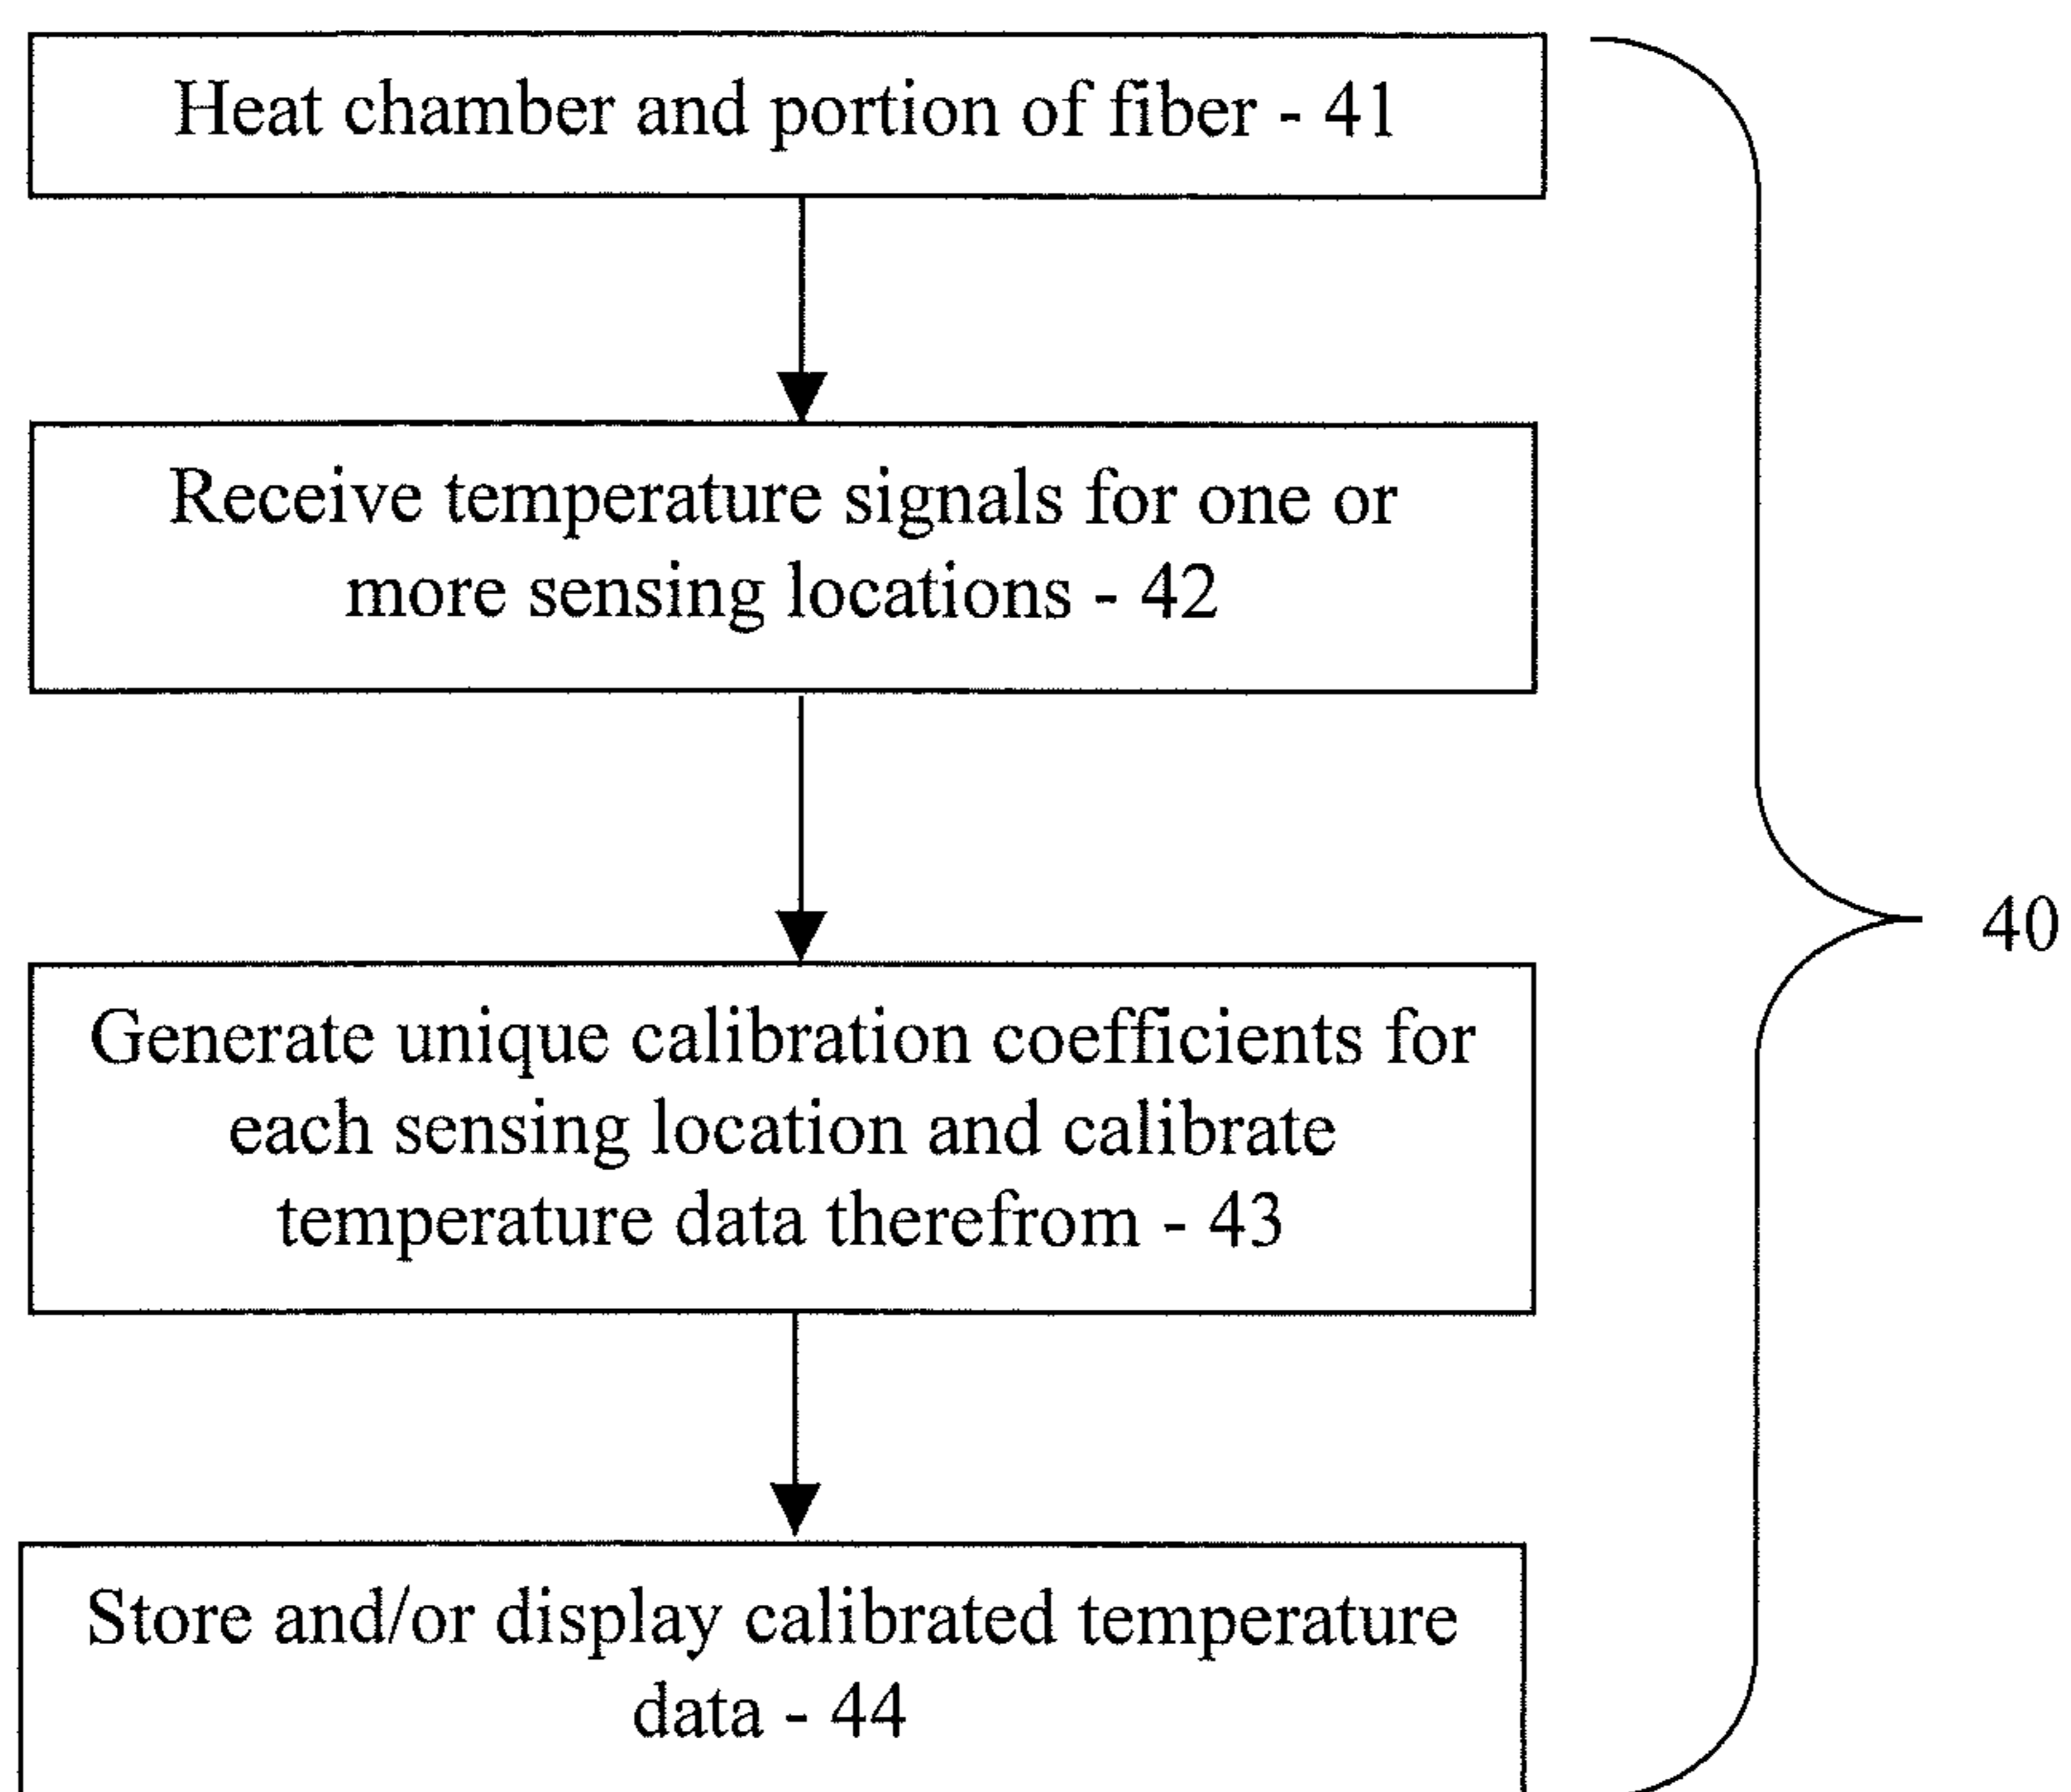 Heat chamber and portion of fiber - 41
Receive temperature signals for one or
more sensing locations - 42
40
Generate unique calibration coefficients for
each sensing location and calibrate
temperature data therefrom - 43
Store and/or display calibrated temperature
data - 44